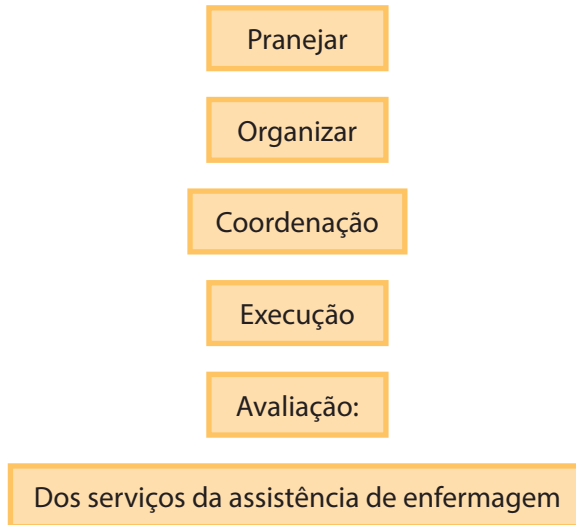 Pranejar
Organizar
Coordenação
Execução
Avaliação:
Dos serviços da assistência de enfermagem